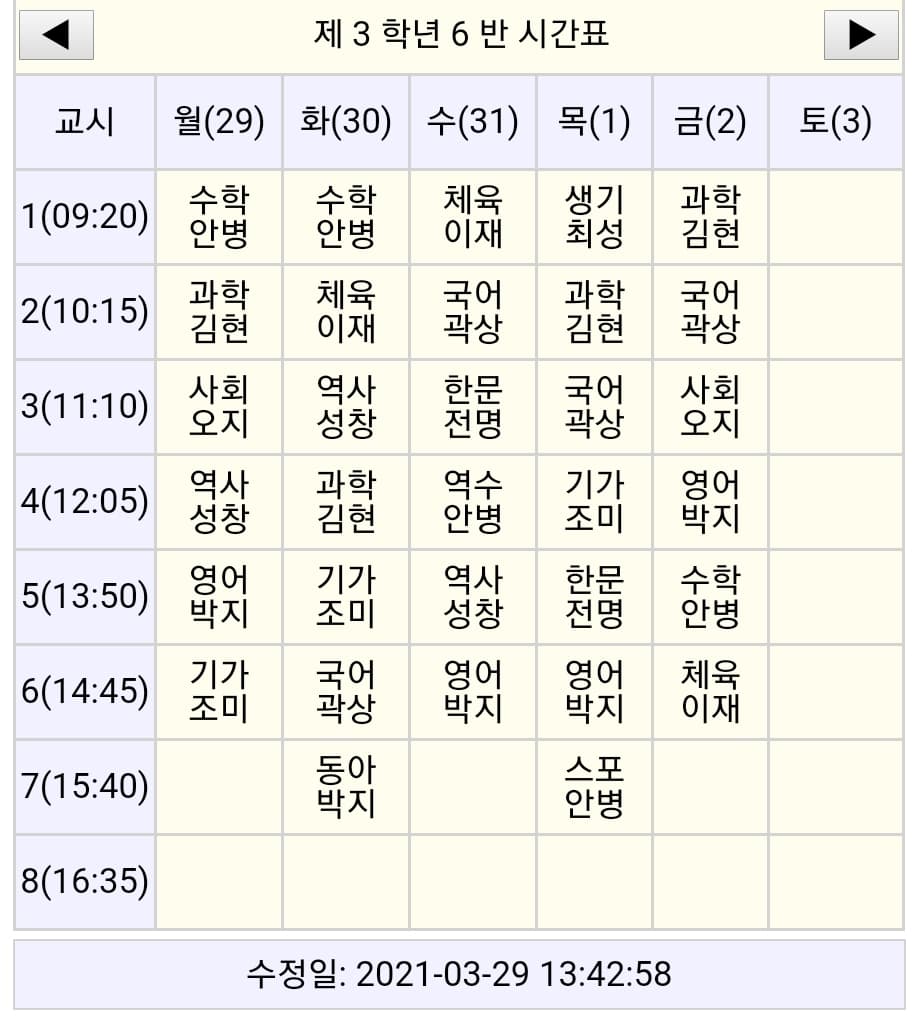 제 3 학년 6 반 시간표
교시 월(29) 화(30) 수(31) 목(1) 금(2) 토(3)
1(09:20) 수학 수학 체육 생기 과학
안병 안병 이재 최성 김현
2(10:15) 과학 체육 국어 과학 국어
김현 이재 곽상 김현 곽상
3(11:10) 사회 역사 한문 국어 사회
오지 성창 전명 곽상 오지
4(12:05) 역사 과학 역수 기가 영어
성창 김현 안병 조미 박지
5(13:50) 영어 기가 역사 한문 수학
박지 조미 성창 전명 안병
6(14:45) 기가 국어 영어 영어 체육
조미 곽상 박지 박지 이재
7(15:40) 동아 스포
박지 안병
8(16:35)
수정일: 2021-03-29 13:42:58